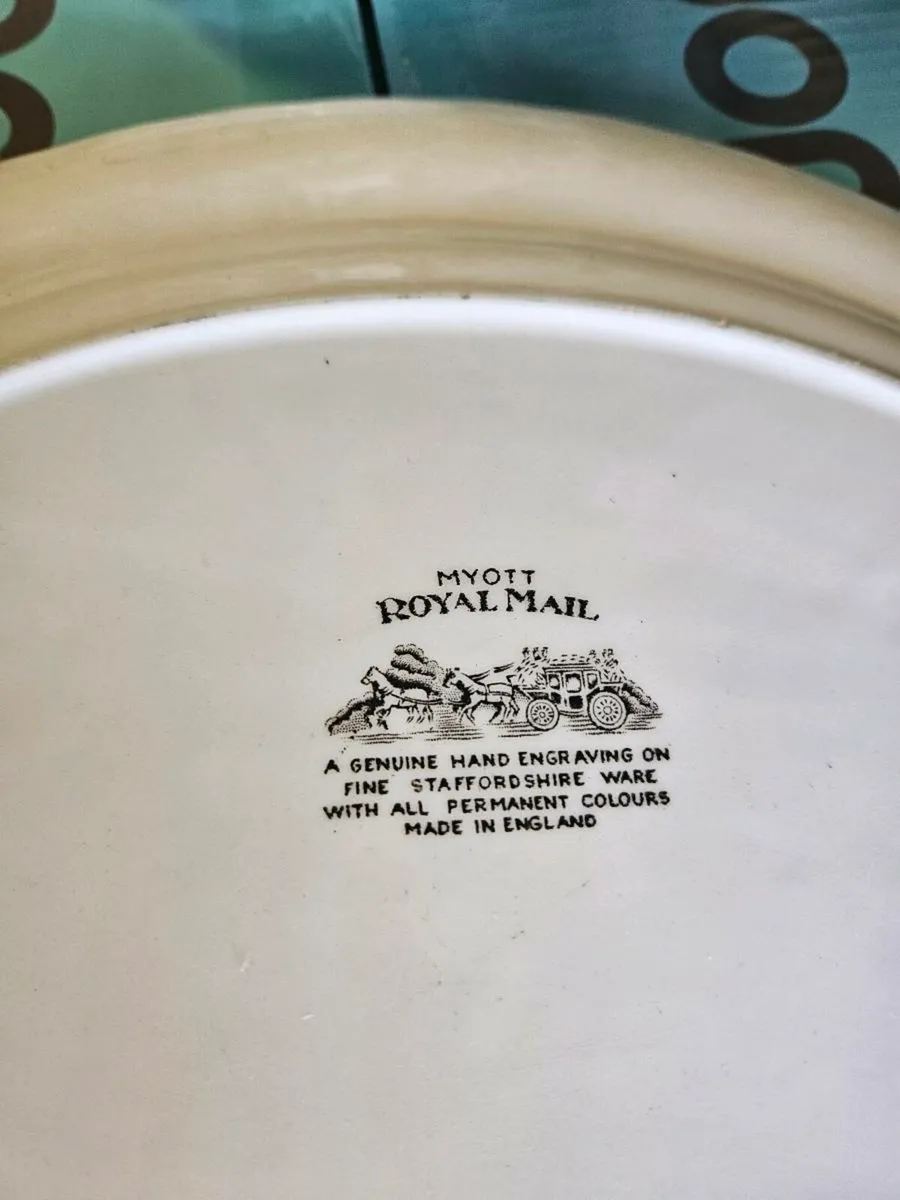 MYOTT
ROYAL MAIL
A GENUINE HAND ENGRAVING ON
FINE STAFFORDSHIRE WARE
WITH ALL PERMANENT COLOURS
MADE IN ENGLAND